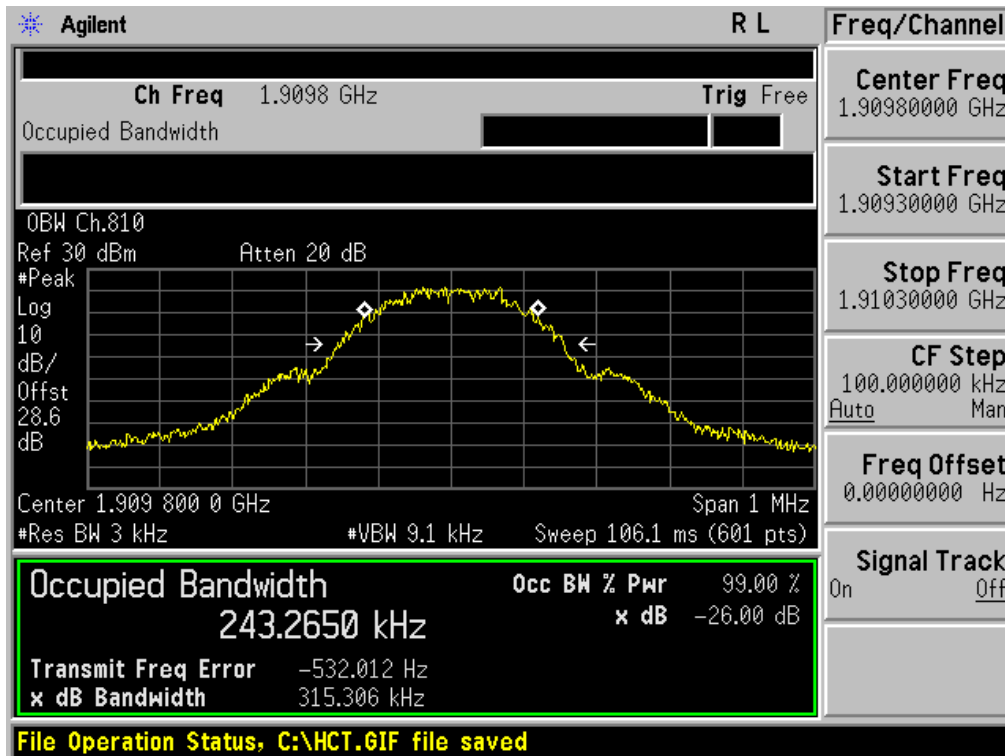 Agilent R L Freq/Channel
Ch Freq 1.9098 GHz Trig Free
Occupied Bandwidth
OBW Ch.810
Ref 30 dBm Atten 20 dB
#Peak
Log
10
dB/
Offst
28.6
dB
Center 1.909 800 0 GHz Span 1 MHz
#Res BW 3 kHz #VBW 9.1 kHz Sweep 106.1 ms (601 pts)
Occupied Bandwidth Occ BW % Pwr 99.00 %
243.2650 kHz x dB -26.00 dB
Transmit Freq Error -532.012 Hz
x dB Bandwidth 315.306 kHz
File Operation Status, C:\HCT.GIF file saved
Center Freq
1.90980000 GHz
Start Freq
1.90930000 GHz
Stop Freq
1.91030000 GHz
CF Step
100.000000 kHz
Auto Man
Freq Offset
0.00000000 Hz
Signal Track
On Off